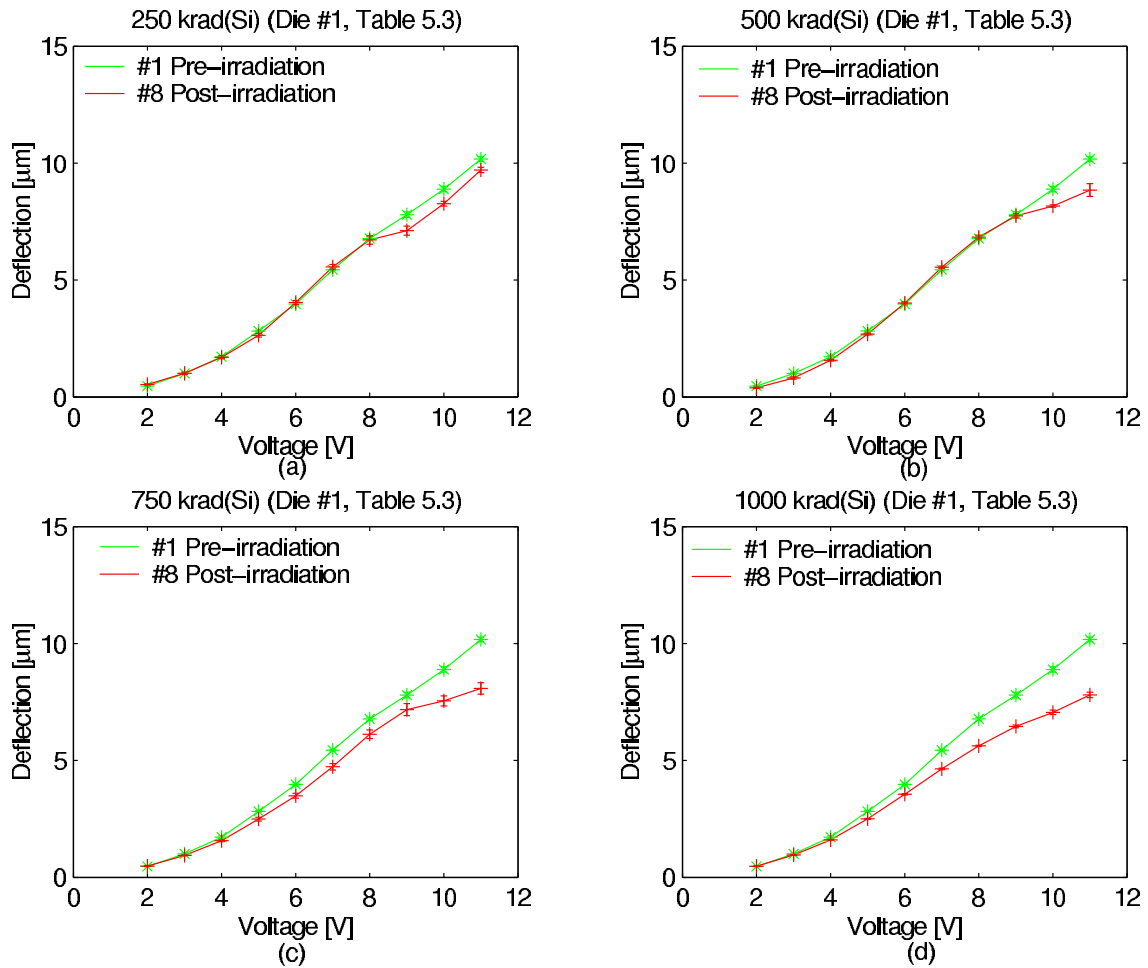 250 krad(Si) (Die #1, Table 5.3)
#1 Pre−irradiation
#8 Post−irradiation
15
10
5
0
Deflection [μm]
0 2 4 6 8 10 12
Voltage [V]
(a)
500 krad(Si) (Die #1, Table 5.3)
#1 Pre−irradiation
#8 Post−irradiation
15
10
5
0
Deflection [μm]
0 2 4 6 8 10 12
Voltage [V]
(b)
750 krad(Si) (Die #1, Table 5.3)
#1 Pre−irradiation
#8 Post−irradiation
15
10
5
0
Deflection [μm]
0 2 4 6 8 10 12
Voltage [V]
(c)
1000 krad(Si) (Die #1, Table 5.3)
#1 Pre−irradiation
#8 Post−irradiation
15
10
5
0
Deflection [μm]
0 2 4 6 8 10 12
Voltage [V]
(d)